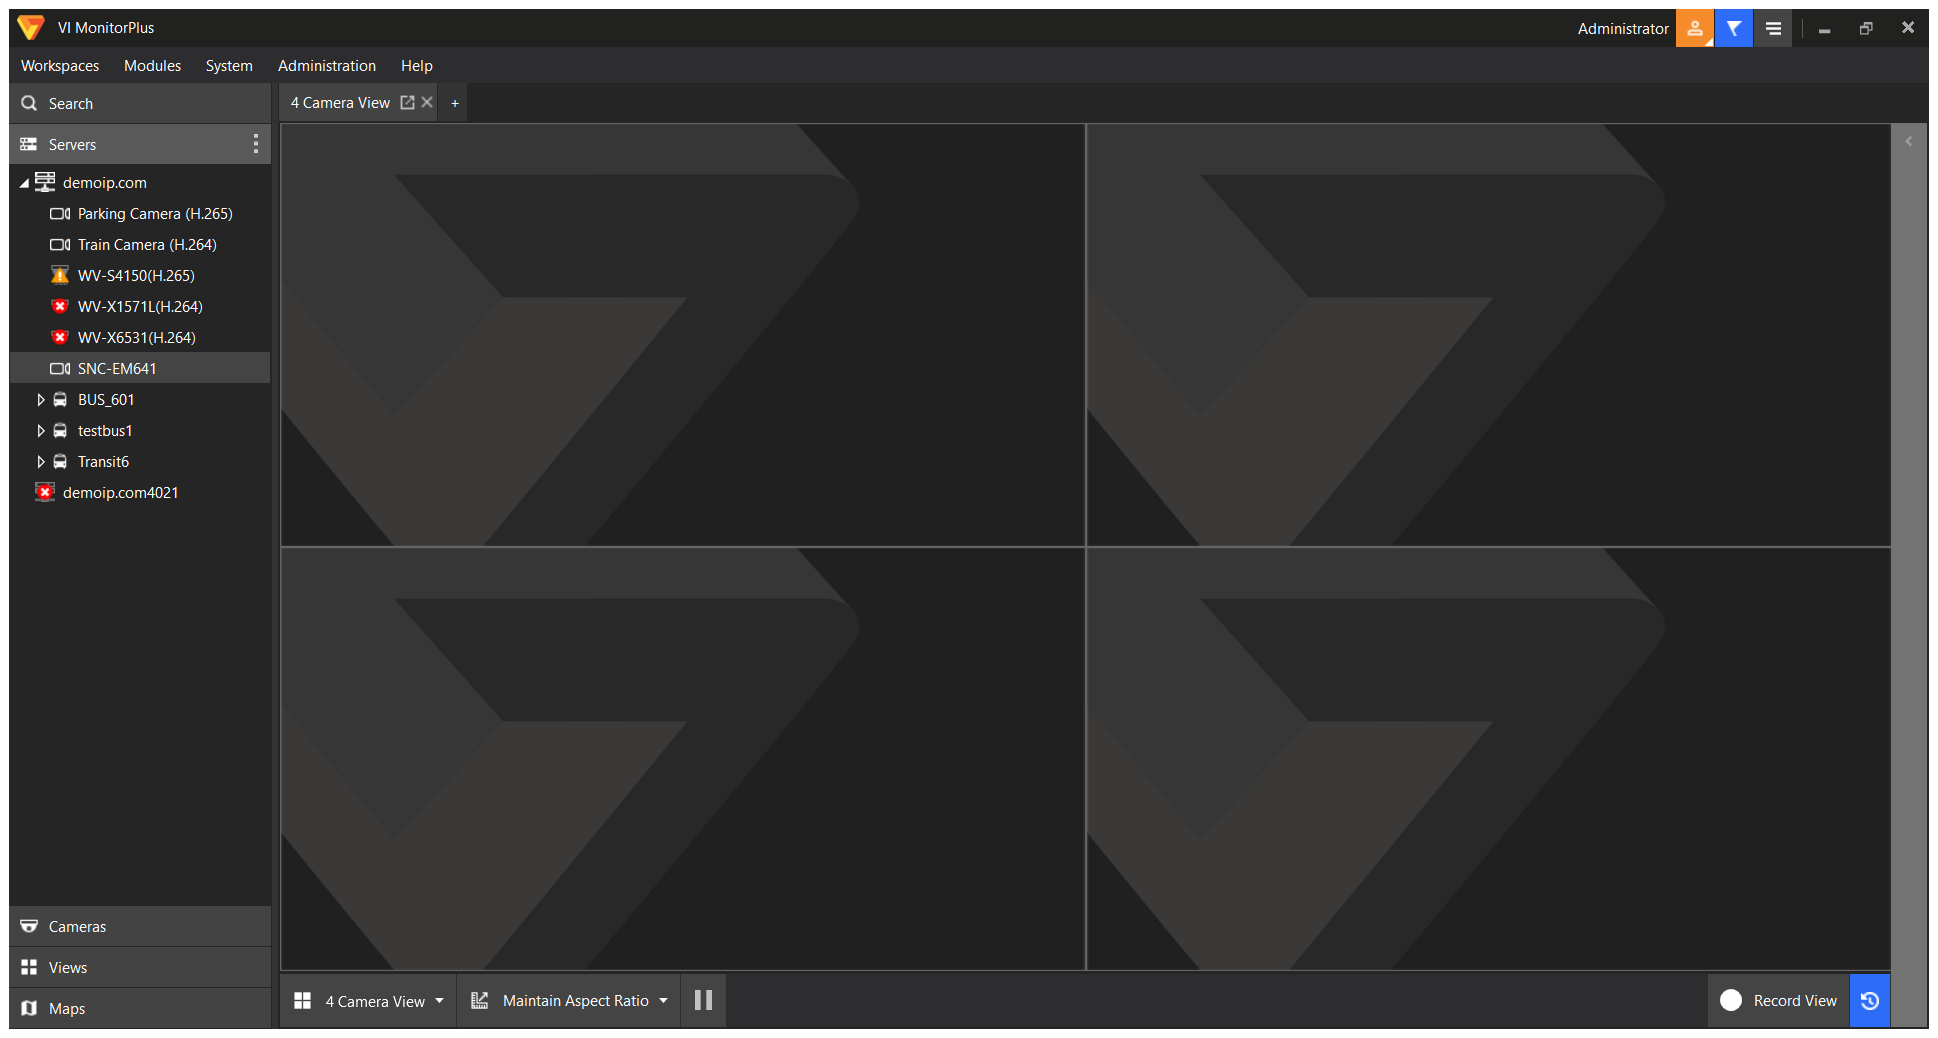 VI MonitorPlus
Administrator
Workspaces Modules System Administration Help
Search
4 Camera View +
Servers
demoip.com
Parking Camera (H.265)
Train Camera (H.264)
WV-S4150(H.265)
WV-X1571L(H.264)
WV-X6531(H.264)
SNC-EM641
BUS_601
testbus1
Transit6
demoip.com4021
Cameras
Views
Maps
4 Camera View
Maintain Aspect Ratio
Record View